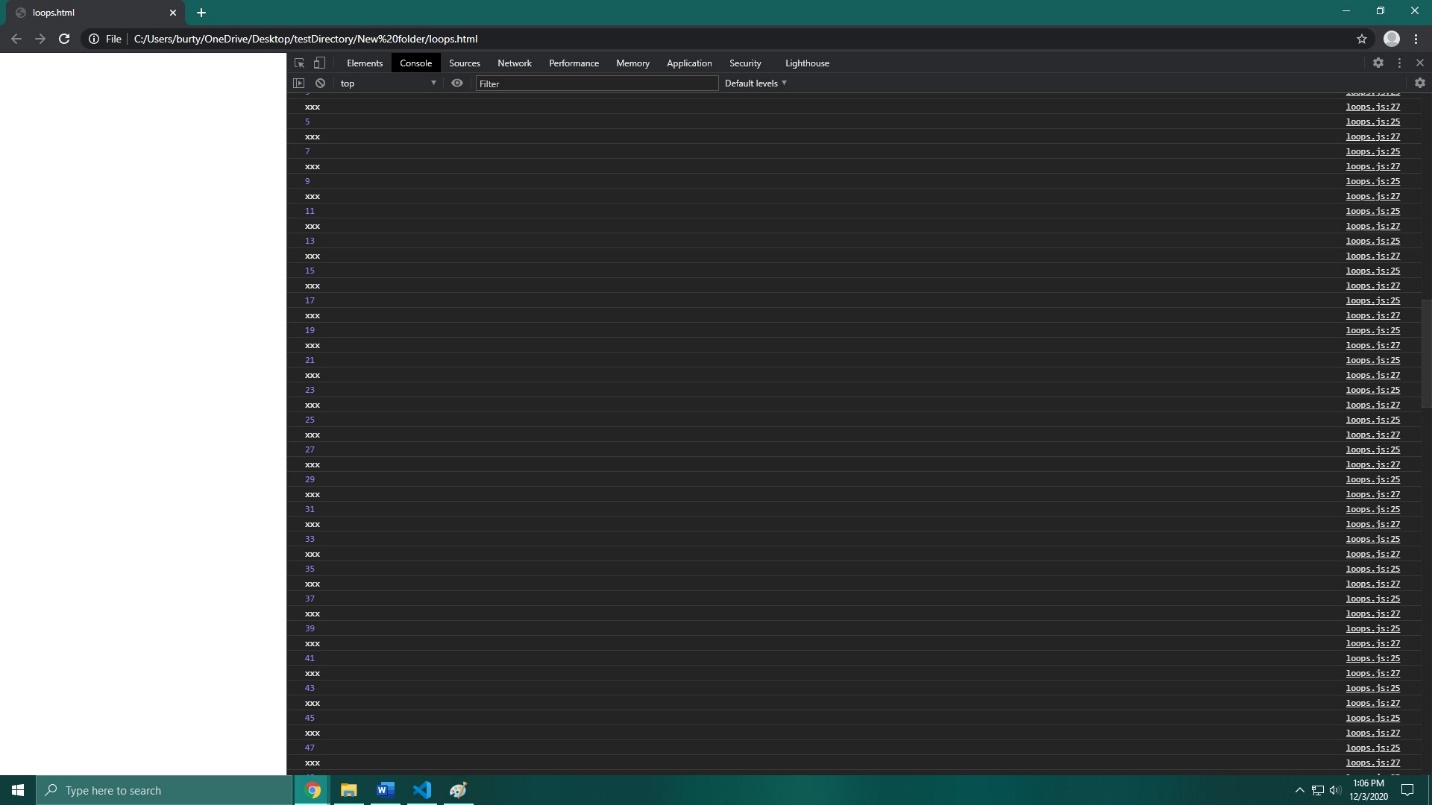 loops.html
File C:/Users/burty/OneDrive/Desktop/testDirectory/New%20folder/loops.html
Elements Console Sources Network Performance Memory Application Security Lighthouse
top Filter Default levels
xxx loops.js:27
5 loops.js:25
xxx loops.js:27
7 loops.js:25
xxx loops.js:27
9 loops.js:25
xxx loops.js:27
11 loops.js:25
xxx loops.js:27
13 loops.js:25
xxx loops.js:27
15 loops.js:25
xxx loops.js:27
17 loops.js:25
xxx loops.js:27
19 loops.js:25
xxx loops.js:27
21 loops.js:25
xxx loops.js:27
23 loops.js:25
xxx loops.js:27
25 loops.js:25
xxx loops.js:27
27 loops.js:25
xxx loops.js:27
29 loops.js:25
xxx loops.js:27
31 loops.js:25
xxx loops.js:27
33 loops.js:25
xxx loops.js:27
35 loops.js:25
xxx loops.js:27
37 loops.js:25
xxx loops.js:27
39 loops.js:25
xxx loops.js:27
41 loops.js:25
xxx loops.js:27
43 loops.js:25
xxx loops.js:27
45 loops.js:25
xxx loops.js:27
47 loops.js:25
xxx loops.js:27
Type here to search
1:06 PM
12/3/2020